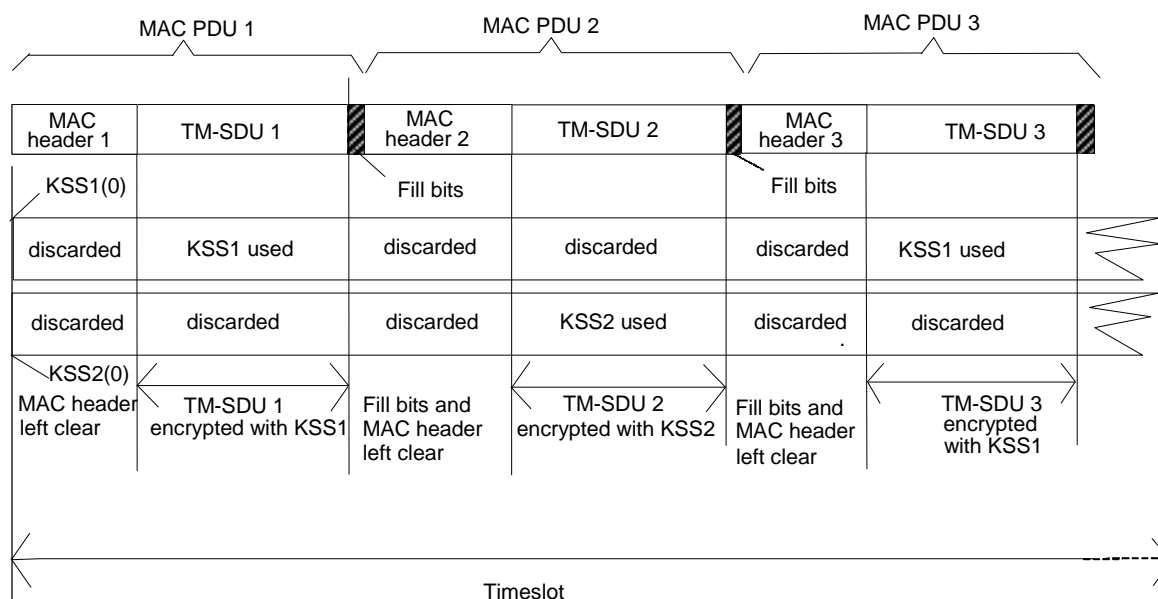 MAC PDU 1
MAC PDU 2
MAC PDU 3
MAC
header 1
TM-SDU 1
MAC
header 2
TM-SDU 2
MAC
header 3
TM-SDU 3
KSS1(0)
Fill bits
Fill bits
discarded
KSS1 used
discarded
discarded
discarded
KSS1 used
discarded
discarded
discarded
KSS2 used
discarded
discarded
KSS2(0)
MAC header
left clear
TM-SDU 1
encrypted with KSS1
Fill bits and
MAC header
left clear
TM-SDU 2
encrypted with KSS2
Fill bits and
MAC header
left clear
TM-SDU 3
encrypted
with KSS1
Timeslot